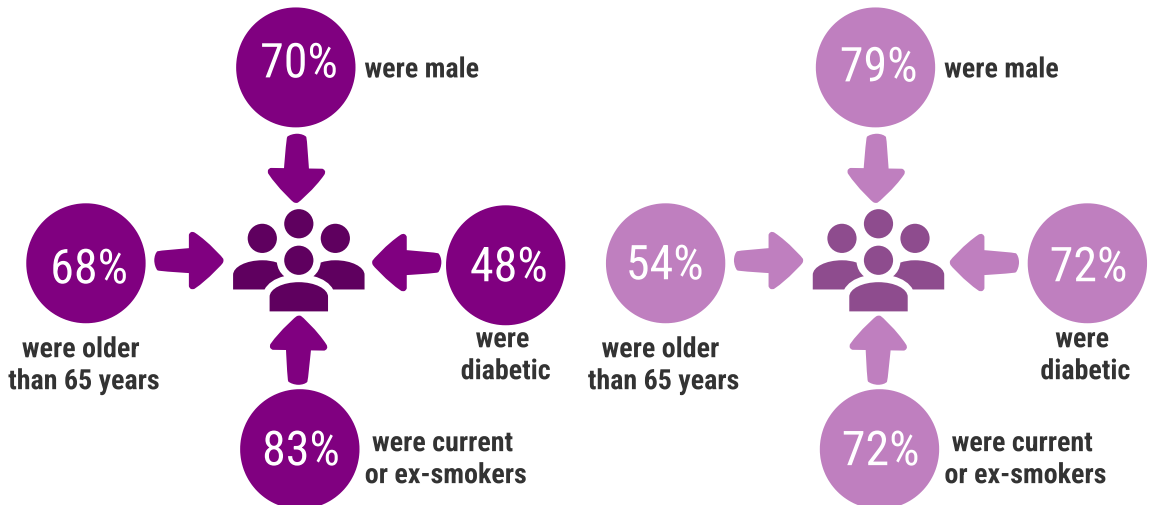 70%
were male
68%
were older
than 65 years
48%
were
diabetic
83%
were current
or ex-smokers
79%
were male
54%
were older
than 65 years
72%
were
diabetic
72%
were current
or ex-smokers